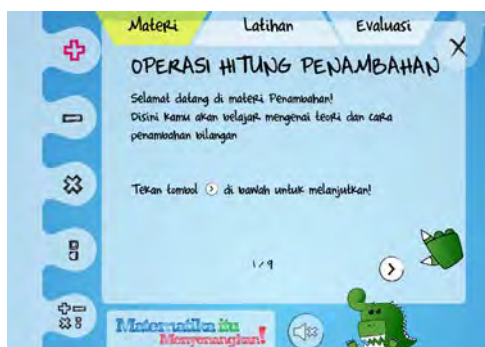 Materi
Latihan
Evaluasi
X
OPERASI HITUNG PENAMBAHAN
Selamat datang di materi Penambahan!
Disini kamu akan belajar mengenai teori dan cara
penambahan bilangan
Tekan tombol > di bawah untuk melanjutkan!
1/9
Matematika itu
Menyenangkan!